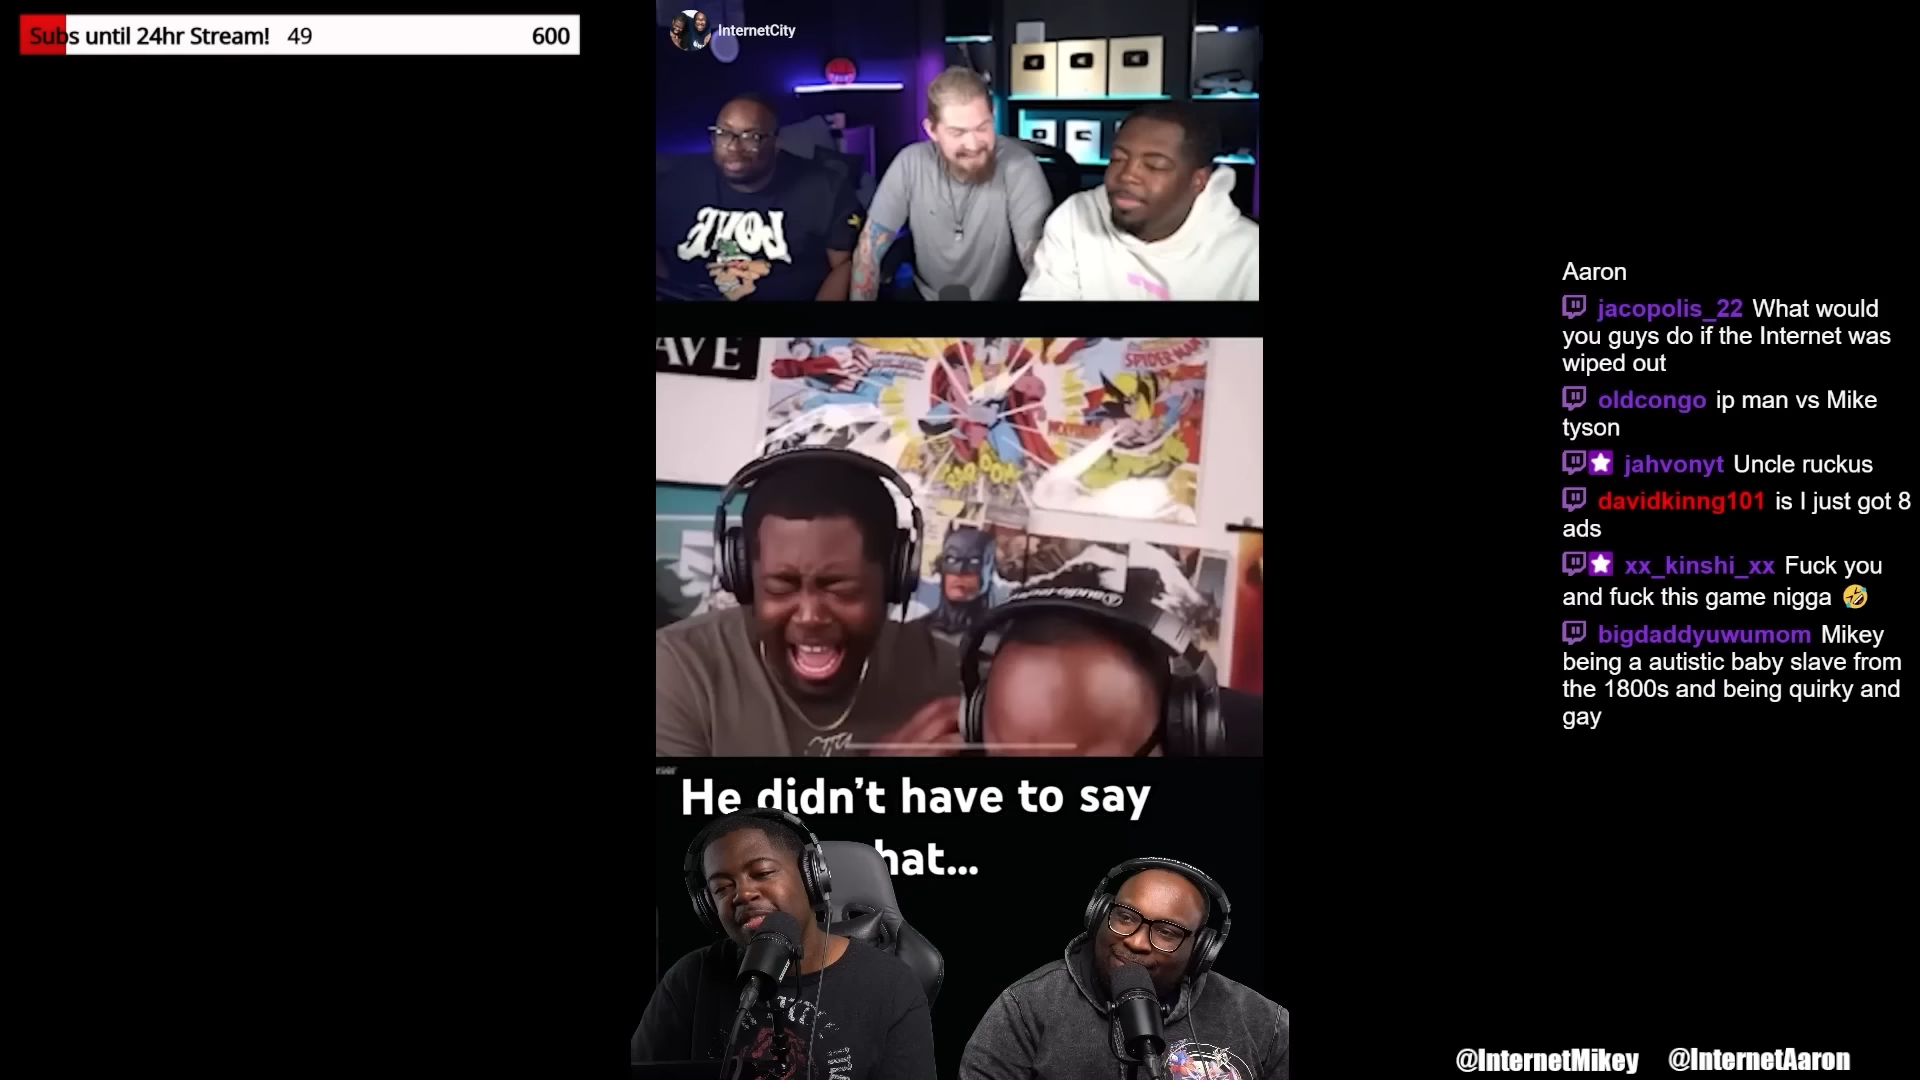 Subs until 24hr Stream! 49 600
InternetCity
AVE
SPIDER-MAN
He didn't have to say
hat...
Aaron
jacopolis_22 What would
you guys do if the Internet was
wiped out
oldcongo ip man vs Mike
tyson
jahvonyt Uncle ruckus
davidkinng101 is I just got 8
ads
xx_kinshi_xx Fuck you
and fuck this game nigga 🤣
bigdaddyuwumom Mikey
being a autistic baby slave from
the 1800s and being quirky and
gay
@InternetMikey @InternetAaron